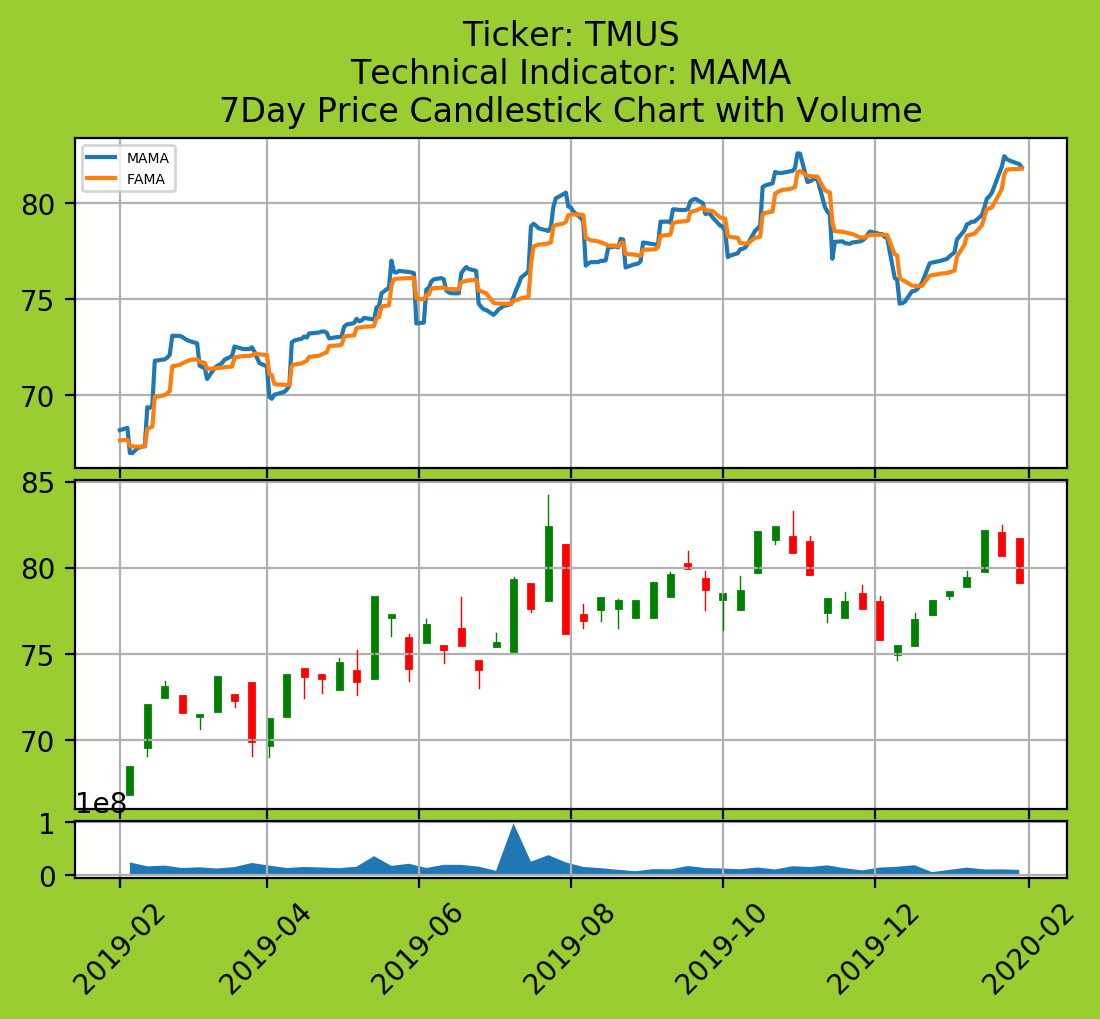 Ticker: TMUS
Technical Indicator: MAMA
7Day Price Candlestick Chart with Volume
MAMA
FAMA
80
75
70
85
80
75
70
1e8
1
0
2019-02
2019-04
2019-06
2019-08
2019-10
2019-12
2020-02